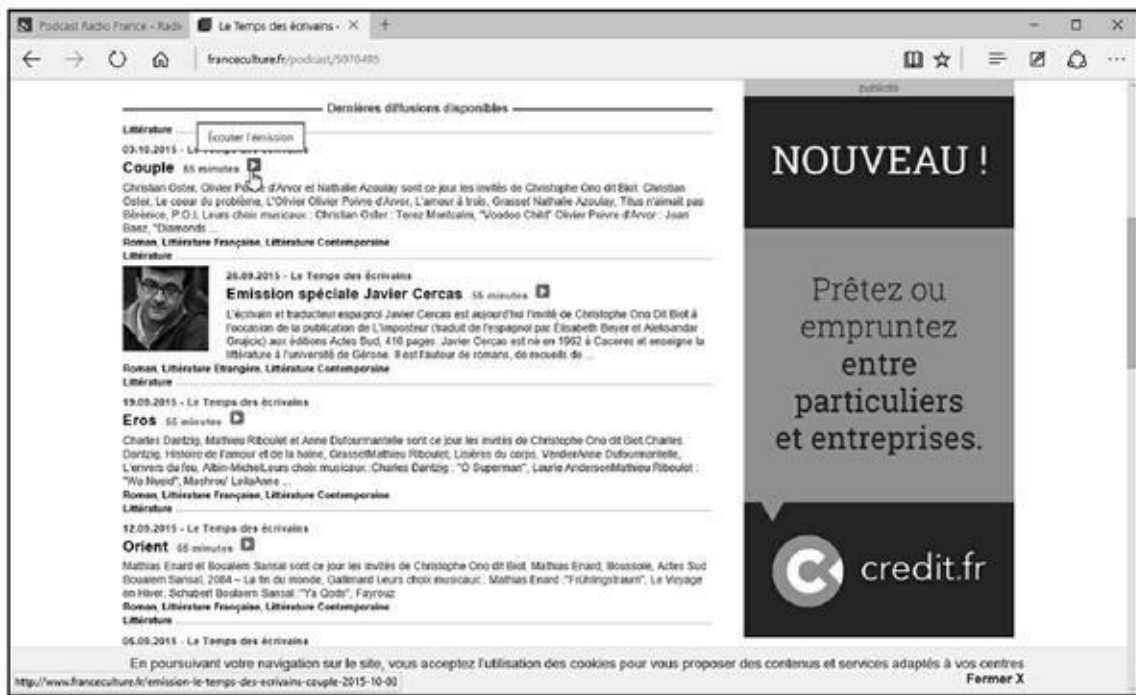 Podcast Radio France - Radi
Le Temps des écrivains -
franceculture.fr/podcast/5070495
publicité
Dernières diffusions disponibles
Littérature
Écouter l'émission
03.10.2015 - Le Temps des écrivains
Couple 55 minutes
Christian Oster, Olivier Poivre d'Arvor et Nathalie Azoulay sont ce jour les invités de Christophe Ono dit Biot. Christian
Oster, Le coeur du problème, L'Olivier Olivier Poivre d'Arvor, L'amour à trois, Grasset Nathalie Azoulay, Titus n'aimait pas
Bérénice, P.O.L Leurs choix musicaux : Christian Oster : Terez Montcalm, "Voodoo Child" Olivier Poivre d'Arvor : Joan
Baez, "Diamonds ...
Roman, Littérature Française, Littérature Contemporaine
Littérature
26.09.2015 - Le Temps des écrivains
Emission spéciale Javier Cercas 55 minutes
L'écrivain et traducteur espagnol Javier Cercas est aujourd'hui l'invité de Christophe Ono Dit Biot à
l'occasion de la publication de L'imposteur (traduit de l'espagnol par Elisabeth Beyer et Aleksandar
Grujicic) aux éditions Actes Sud, 416 pages. Javier Cercas est né en 1962 à Caceres et enseigne la
littérature à l'université de Gérone. Il est l'auteur de romans, de recueils de ...
Roman, Littérature Etrangère, Littérature Contemporaine
Littérature
19.09.2015 - Le Temps des écrivains
Eros 55 minutes
Charles Dantzig, Mathieu Riboulet et Anne Dufourmantelle sont ce jour les invités de Christophe Ono dit Biot.Charles
Dantzig, Histoire de l'amour et de la haine, GrassetMathieu Riboulet, Lisières du corps, VerdierAnne Dufourmantelle,
L'envers du feu, Albin-MichelLeurs choix musicaux :Charles Dantzig : "O Superman", Laurie AndersonMathieu Riboulet :
"Wa Nueid", Mashrou' LeilaAnne ...
Roman, Littérature Française, Littérature Contemporaine
Littérature
12.09.2015 - Le Temps des écrivains
Orient 55 minutes
Mathias Enard et Boualem Sansal sont ce jour les invités de Christophe Ono dit Biot. Mathias Enard, Boussole, Actes Sud
Boualem Sansal, 2084 – La fin du monde, Gallimard Leurs choix musicaux : Mathias Enard :"Frühlingstraum", Le Voyage
en Hiver, Schubert Boulaem Sansal :"Ya Qods", Fayrouz
Roman, Littérature Française, Littérature Contemporaine
Littérature
05.09.2015 - Le Temps des écrivains
NOUVEAU !
Prêtez ou
empruntez
entre
particuliers
et entreprises.
credit.fr
En poursuivant votre navigation sur le site, vous acceptez l'utilisation des cookies pour vous proposer des contenus et services adaptés à vos centres
Fermer X
http://www.franceculture.fr/emission-le-temps-des-ecrivains-couple-2015-10-00